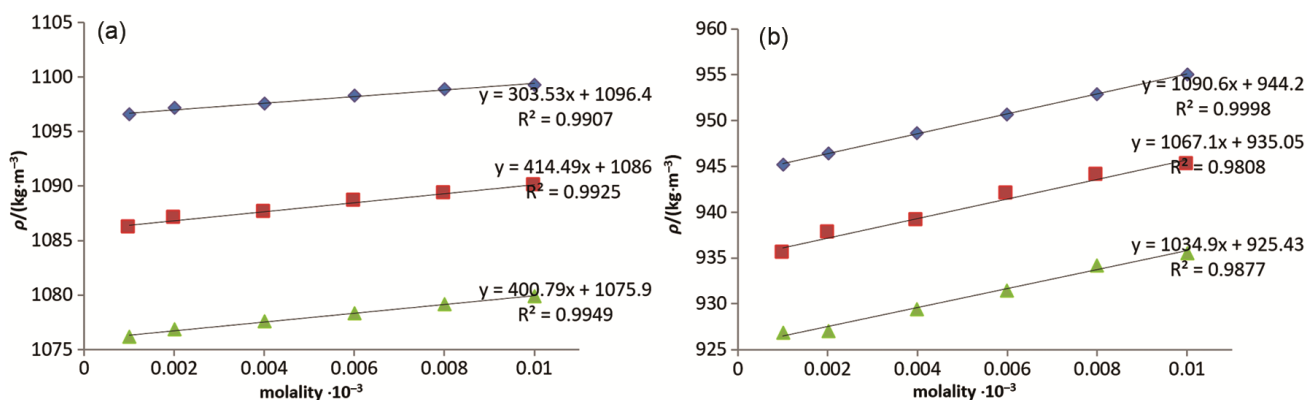 (a)
1105
1100
1095
1090
1085
1080
1075
ρ/(kg·m⁻³)
y = 303.53x + 1096.4
R² = 0.9907
y = 414.49x + 1086
R² = 0.9925
y = 400.79x + 1075.9
R² = 0.9949
0 0.002 0.004 0.006 0.008 0.01
molality ·10⁻³
(b)
960
955
950
945
940
935
930
925
ρ/(kg·m⁻³)
y = 1090.6x + 944.2
R² = 0.9998
y = 1067.1x + 935.05
R² = 0.9808
y = 1034.9x + 925.43
R² = 0.9877
0 0.002 0.004 0.006 0.008 0.01
molality ·10⁻³